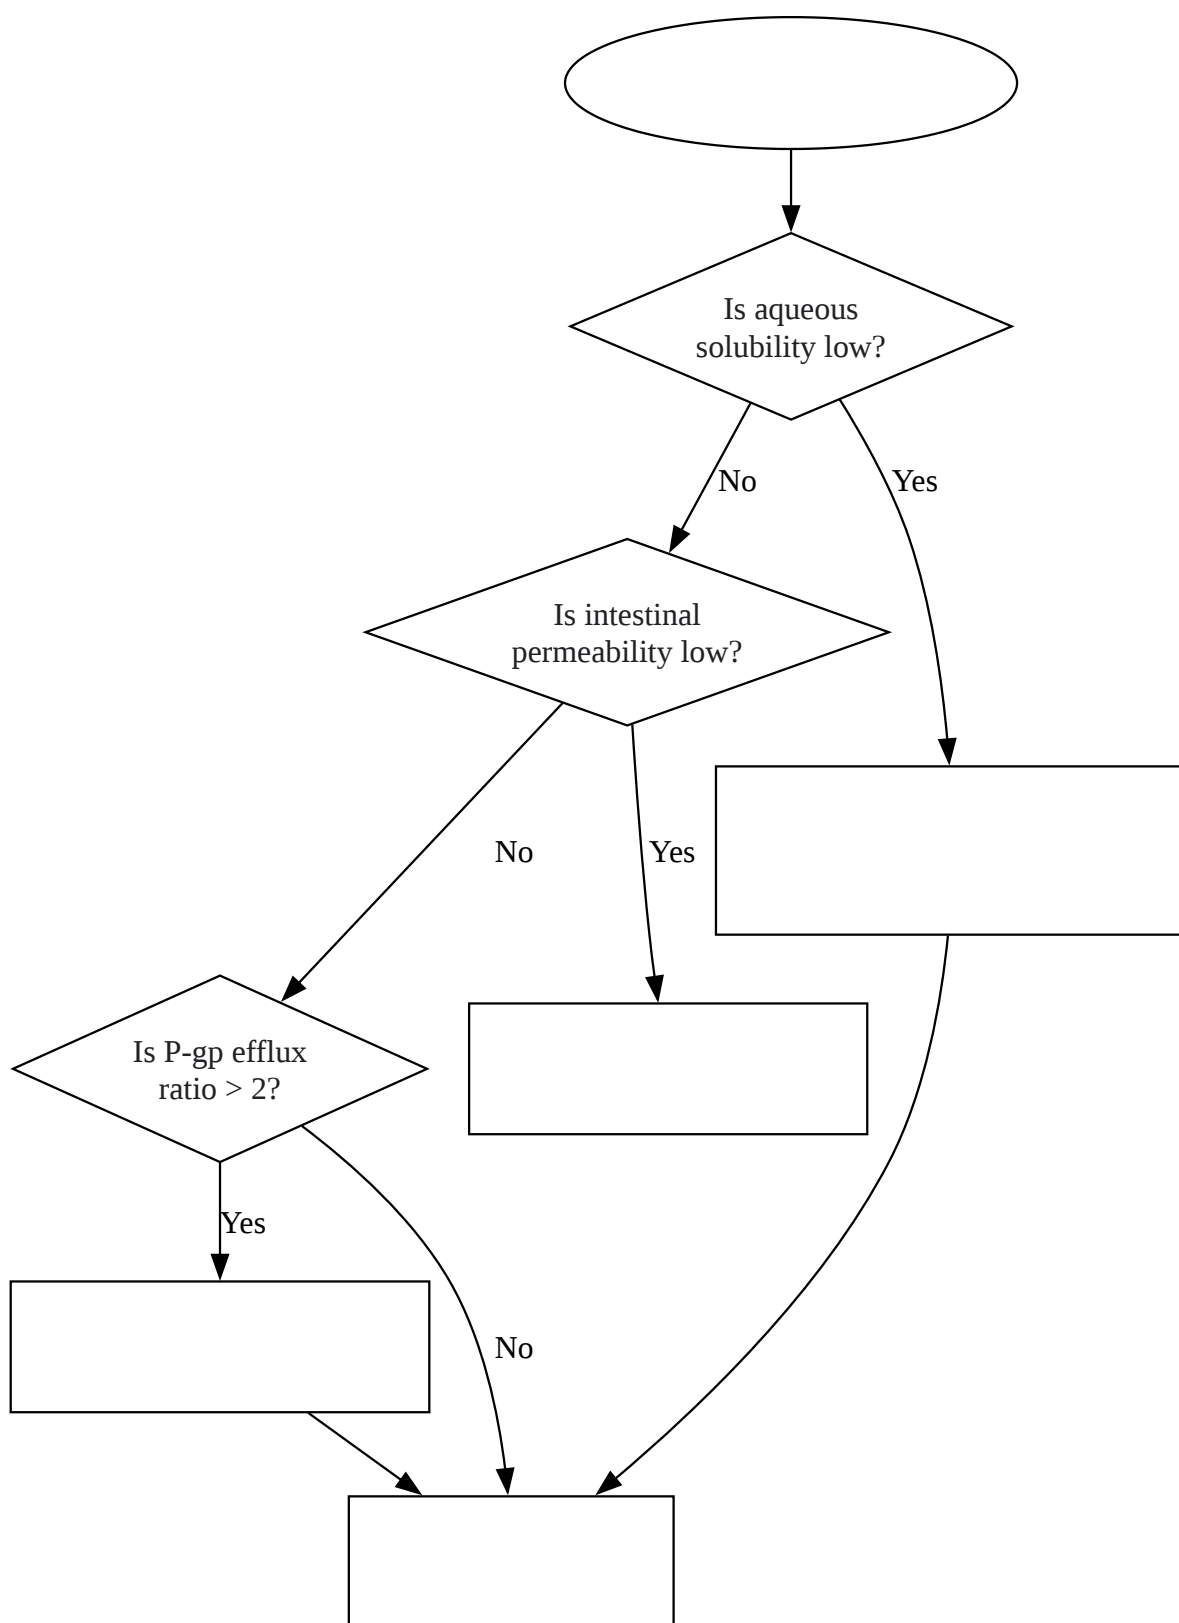 Is aqueous
solubility low?
No
Yes
Is intestinal
permeability low?
No
Yes
Is P-gp efflux
ratio > 2?
Yes
No